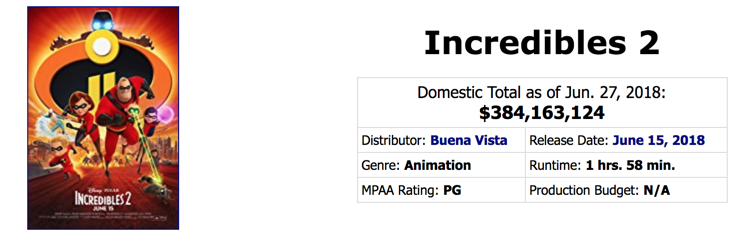 Incredibles 2
Domestic Total as of Jun. 27, 2018:
$384,163,124
Distributor: Buena Vista
Release Date: June 15, 2018
Genre: Animation
Runtime: 1 hrs. 58 min.
MPAA Rating: PG
Production Budget: N/A
Disney PIXAR
INCREDIBLES 2
JUNE 15